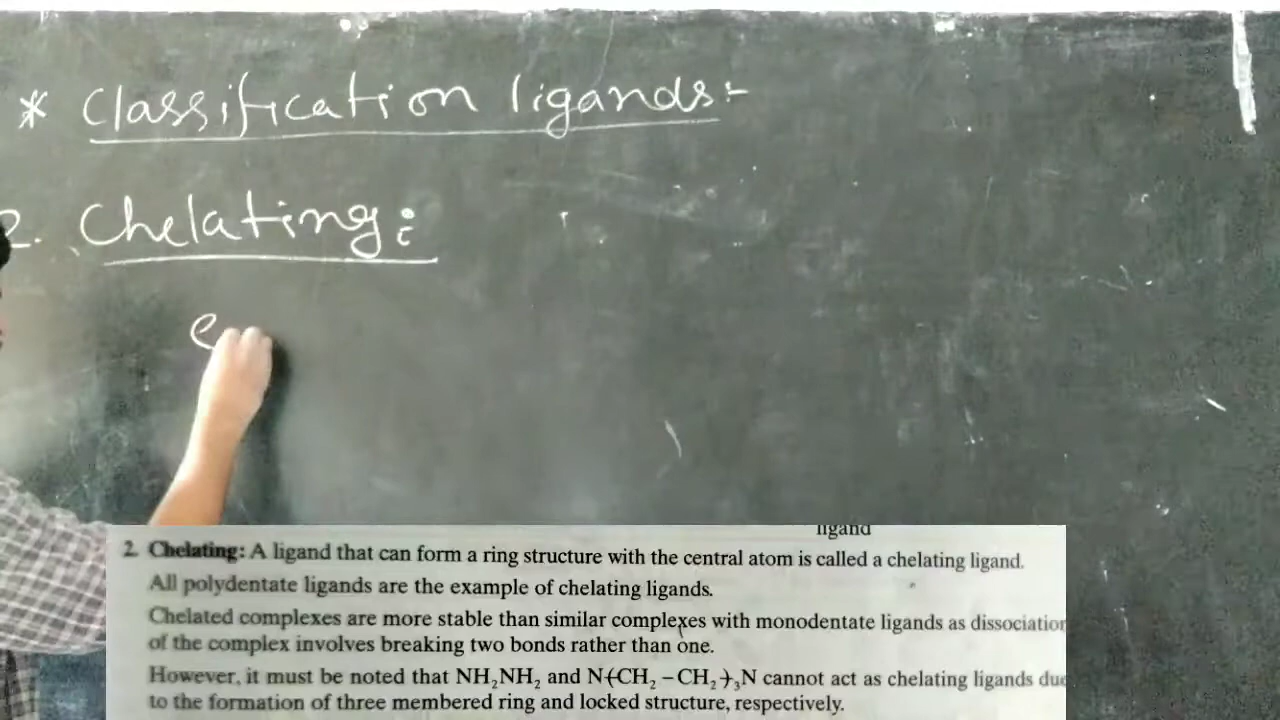 * Classification ligands:-
2. Chelating:
e
ligand
2. Chelating: A ligand that can form a ring structure with the central atom is called a chelating ligand.
All polydentate ligands are the example of chelating ligands.
Chelated complexes are more stable than similar complexes with monodentate ligands as dissociation
of the complex involves breaking two bonds rather than one.
However, it must be noted that NH₂NH₂ and N(CH₂–CH₂)₃N cannot act as chelating ligands due
to the formation of three membered ring and locked structure, respectively.